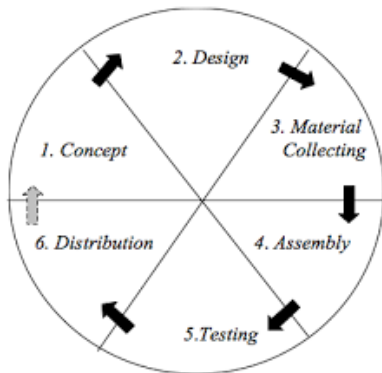 1. Concept
2. Design
3. Material
Collecting
4. Assembly
5.Testing
6. Distribution